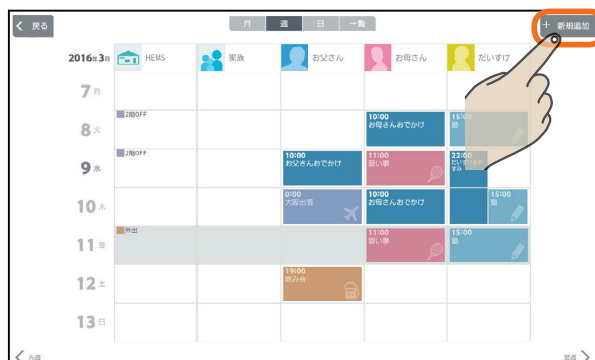 戻る
月 週 日 一覧
+ 新規追加
2016年3月 HEMS 家族 お父さん お母さん だいすけ
7月
8火
2階OFF
10:00
お母さんおでかけ
15:00
塾
9水
2階OFF
10:00
お父さんおでかけ
11:00
習い事
22:00
10木
0:00
大阪出張
10:00
お母さんおでかけ
15:00
塾
11金
外出
11:00
習い事
15:00
塾
12土
19:00
飲み会
13日
先週
翌週